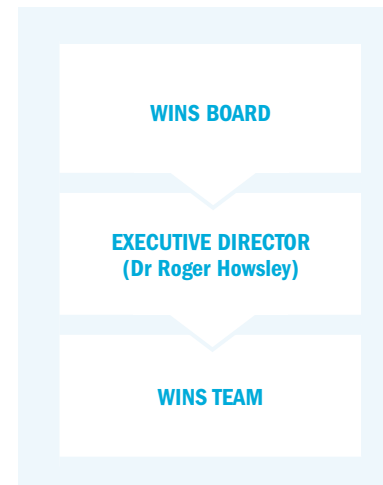 WINS BOARD
EXECUTIVE DIRECTOR
(Dr Roger Howsley)
WINS TEAM